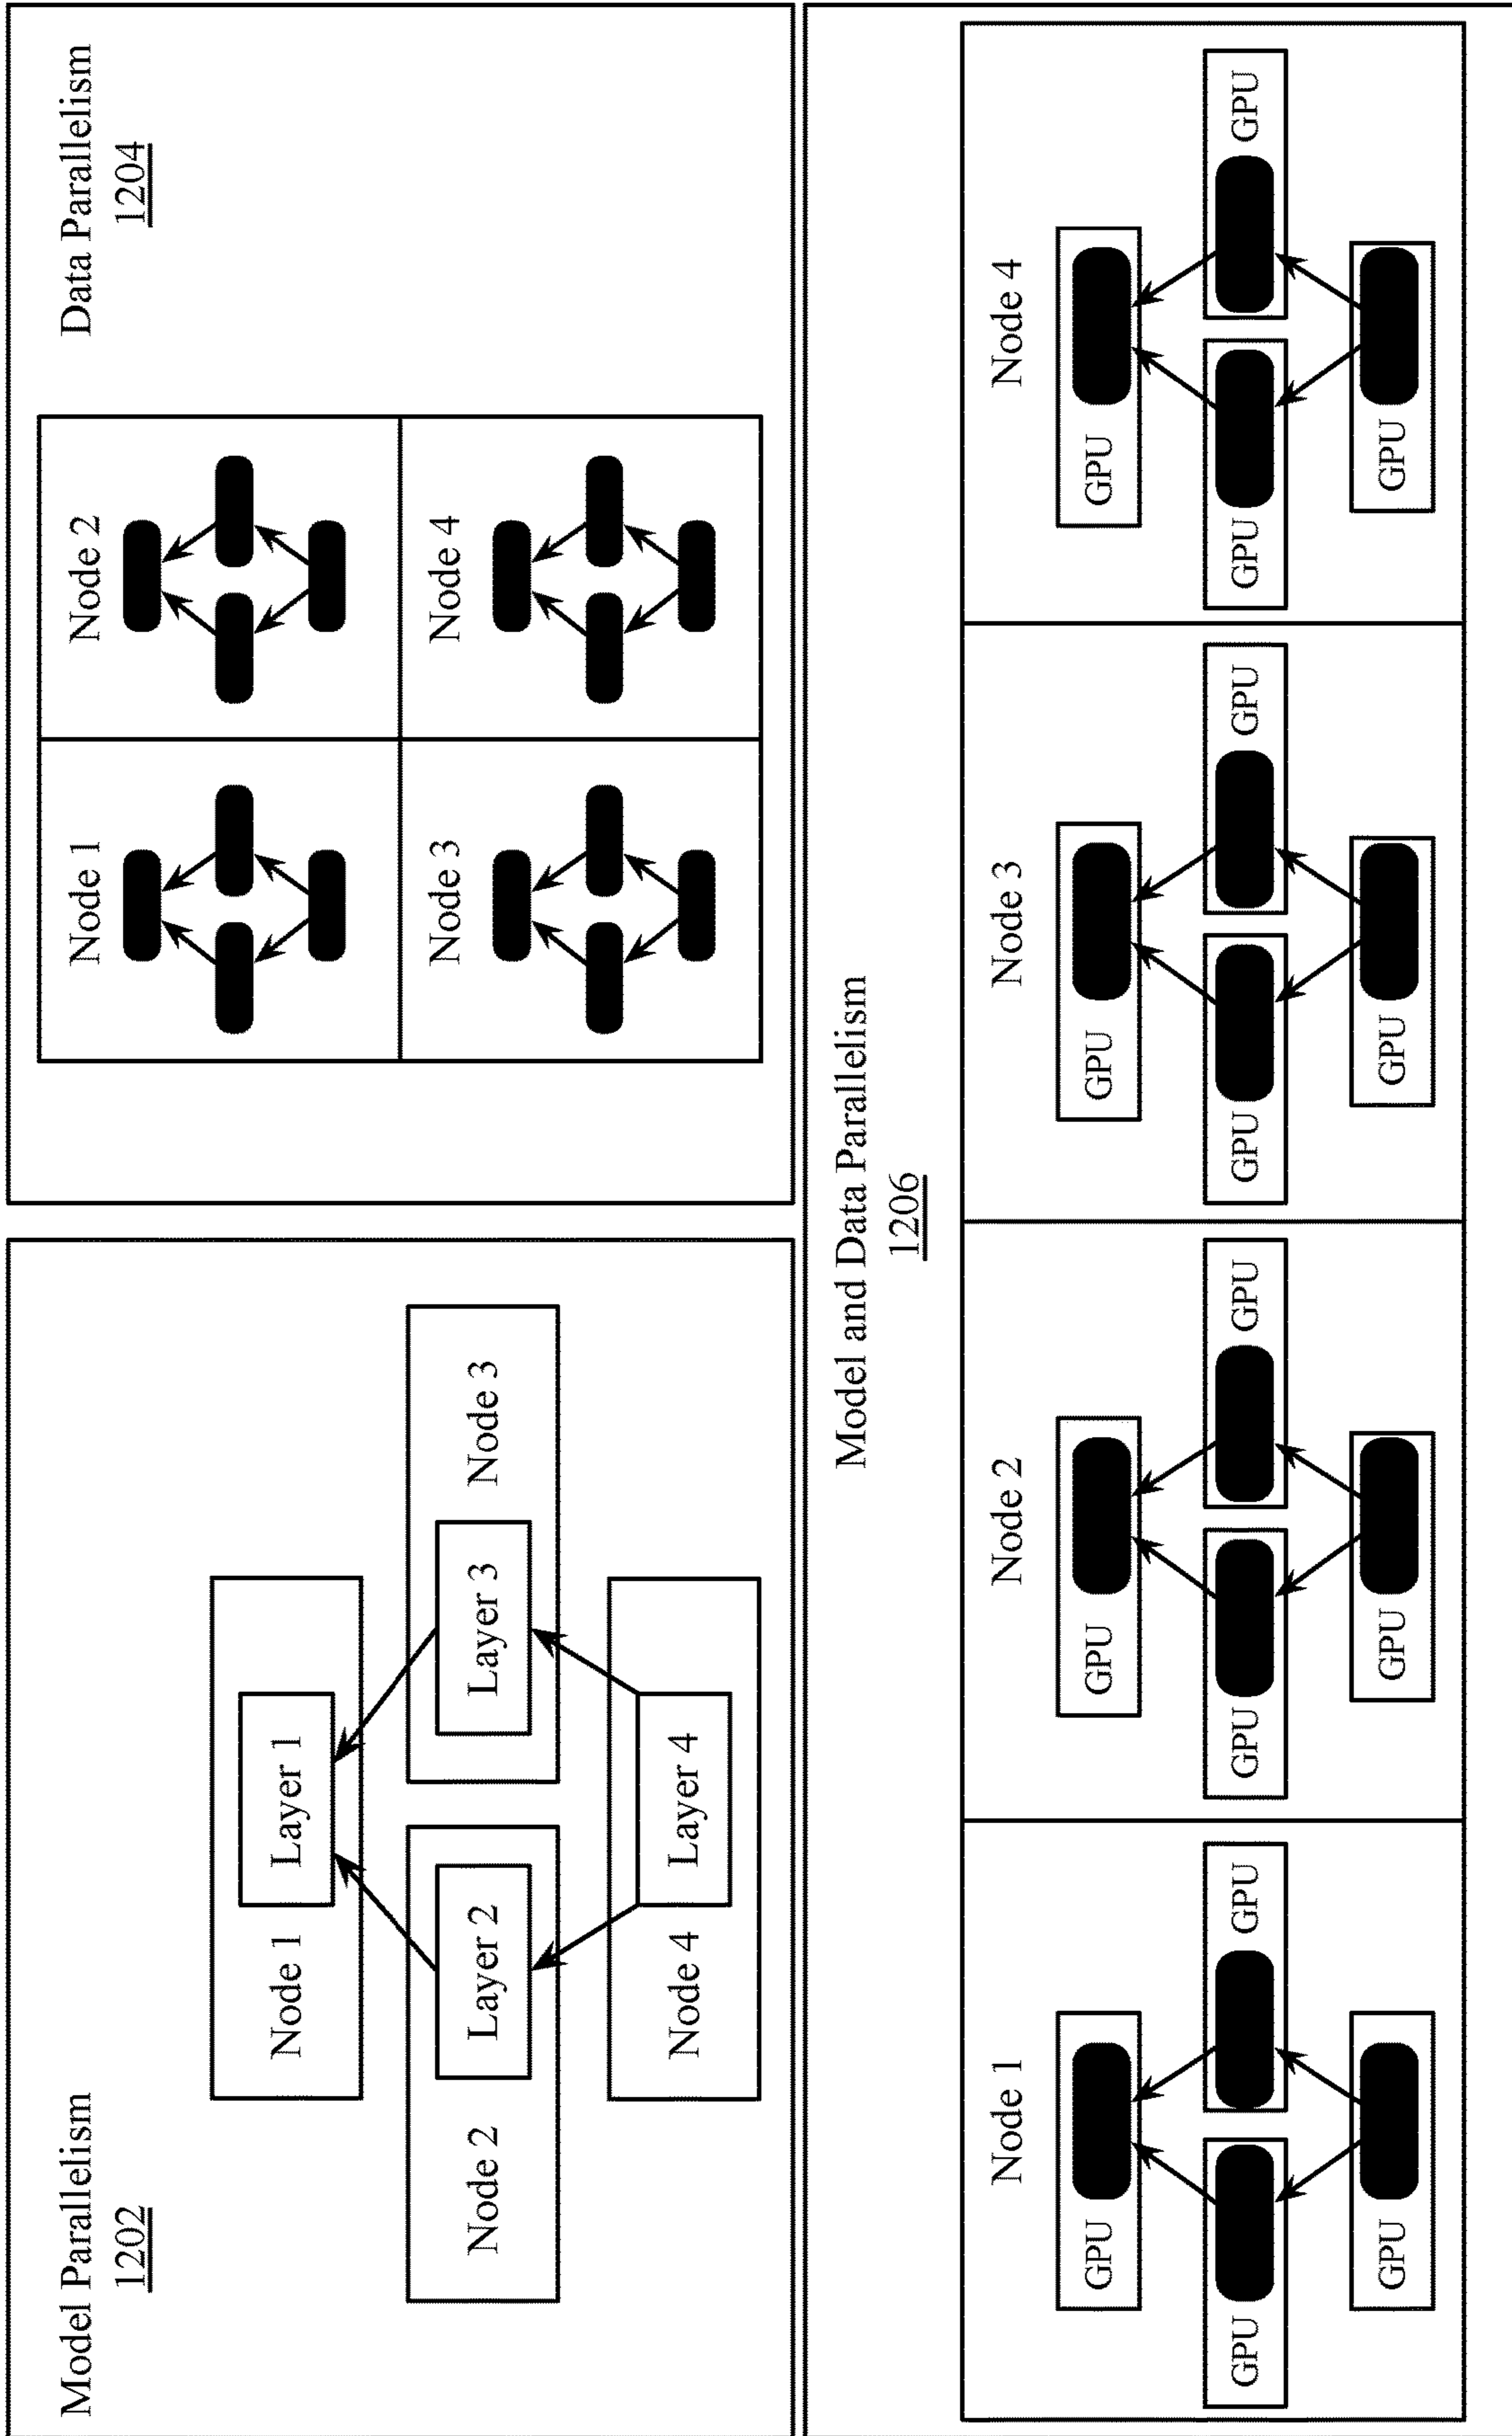 Model Parallelism
1202
Node 1
Layer 1
Node 2
Layer 2
Layer 3
Node 3
Node 4
Layer 4
Data Parallelism
1204
Node 1
Node 2
Node 3
Node 4
Model and Data Parallelism
1206
Node 1
GPU
GPU
GPU
GPU
Node 2
GPU
GPU
GPU
GPU
Node 3
GPU
GPU
GPU
GPU
Node 4
GPU
GPU
GPU
GPU